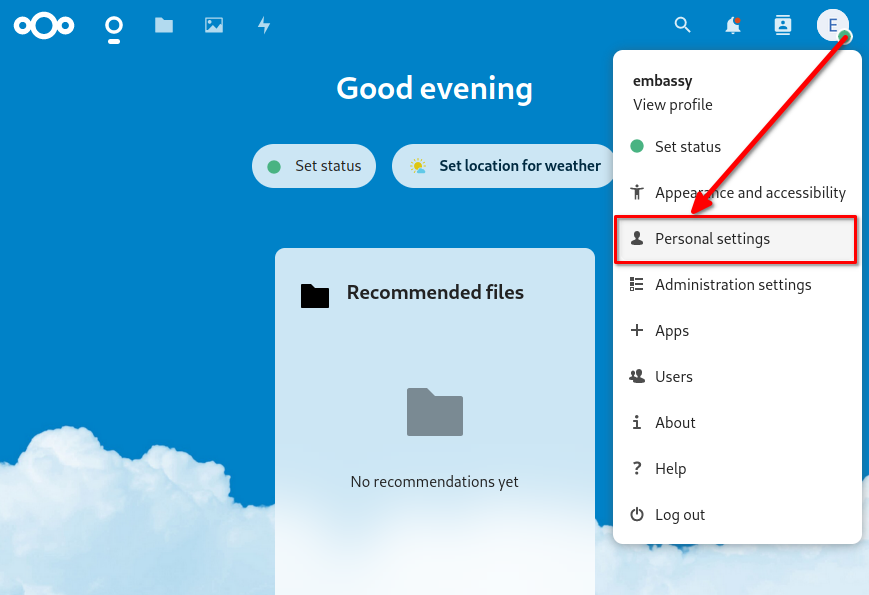 E
Good evening
embassy
View profile
Set status
Set location for weather
Set status
Appearance and accessibility
Personal settings
Recommended files
Administration settings
Apps
Users
About
No recommendations yet
Help
Log out